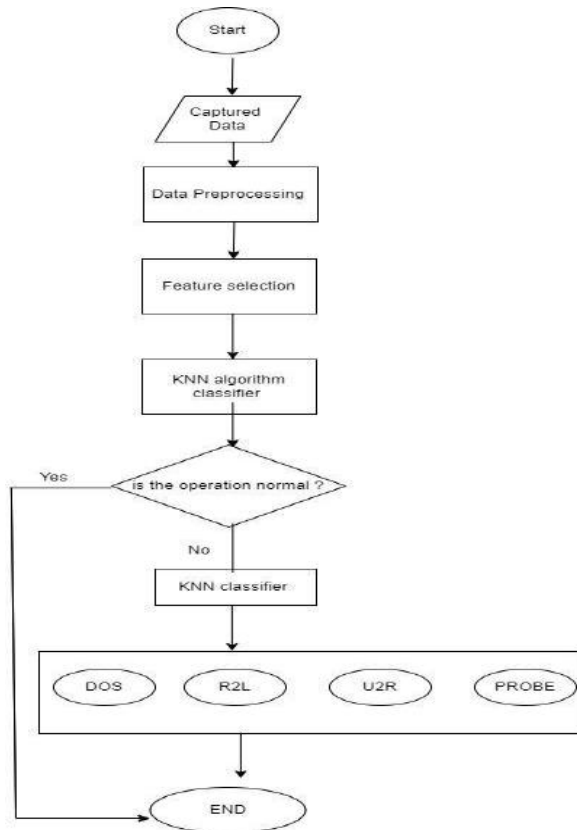 Start
Captured
Data
Data Preprocessing
Feature selection
KNN algorithm
classifier
Yes
is the operation normal ?
No
KNN classifier
DOS
R2L
U2R
PROBE
END